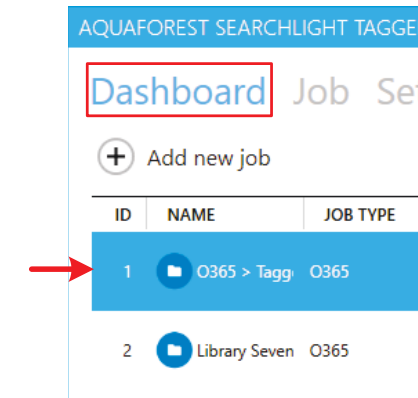 AQUAFOREST SEARCHLIGHT TAGGE
Dashboard Job Se
Add new job
ID NAME JOB TYPE
1 O365 > Tagg O365
2 Library Seven O365